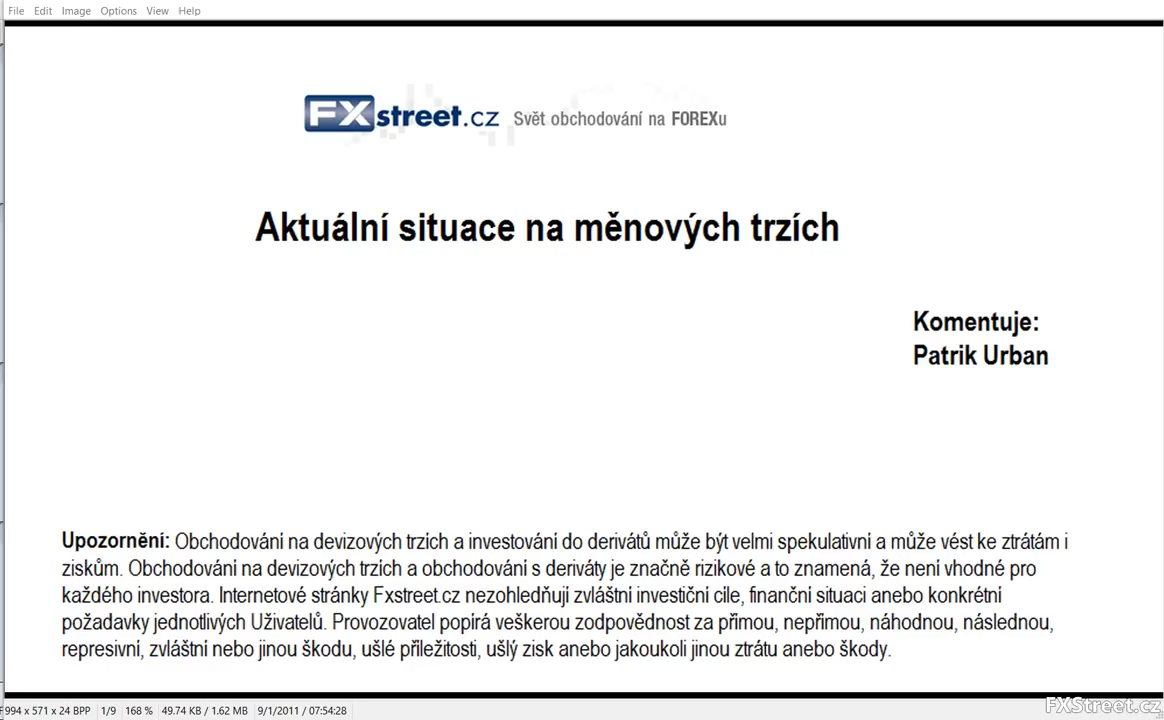 File Edit Image Options View Help
FXstreet.cz Svět obchodování na FOREXu
Aktuální situace na měnových trzích
Komentuje:
Patrik Urban
Upozornění: Obchodování na devizových trzích a investování do derivátů může být velmi spekulativní a může vést ke ztrátám i
ziskům. Obchodování na devizových trzích a obchodování s deriváty je značně rizikové a to znamená, že není vhodné pro
každého investora. Internetové stránky Fxstreet.cz nezohledňují zvláštní investiční cíle, finanční situaci anebo konkrétní
požadavky jednotlivých Uživatelů. Provozovatel popírá veškerou zodpovědnost za přímou, nepřímou, náhodnou, následnou,
represivní, zvláštní nebo jinou škodu, ušlé příležitosti, ušlý zisk anebo jakoukoli jinou ztrátu anebo škody.
994 x 571 x 24 BPP 1/9 168 % 49.74 KB / 1.62 MB 9/1/2011 / 07:54:28
FXStreet.cz